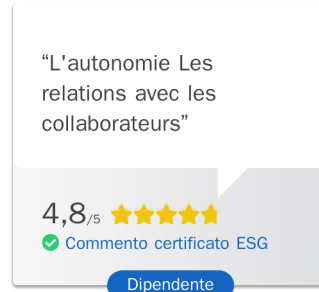 “L'autonomie Les
relations avec les
collaborateurs”
4,8/5
Commento certificato ESG
Dipendente